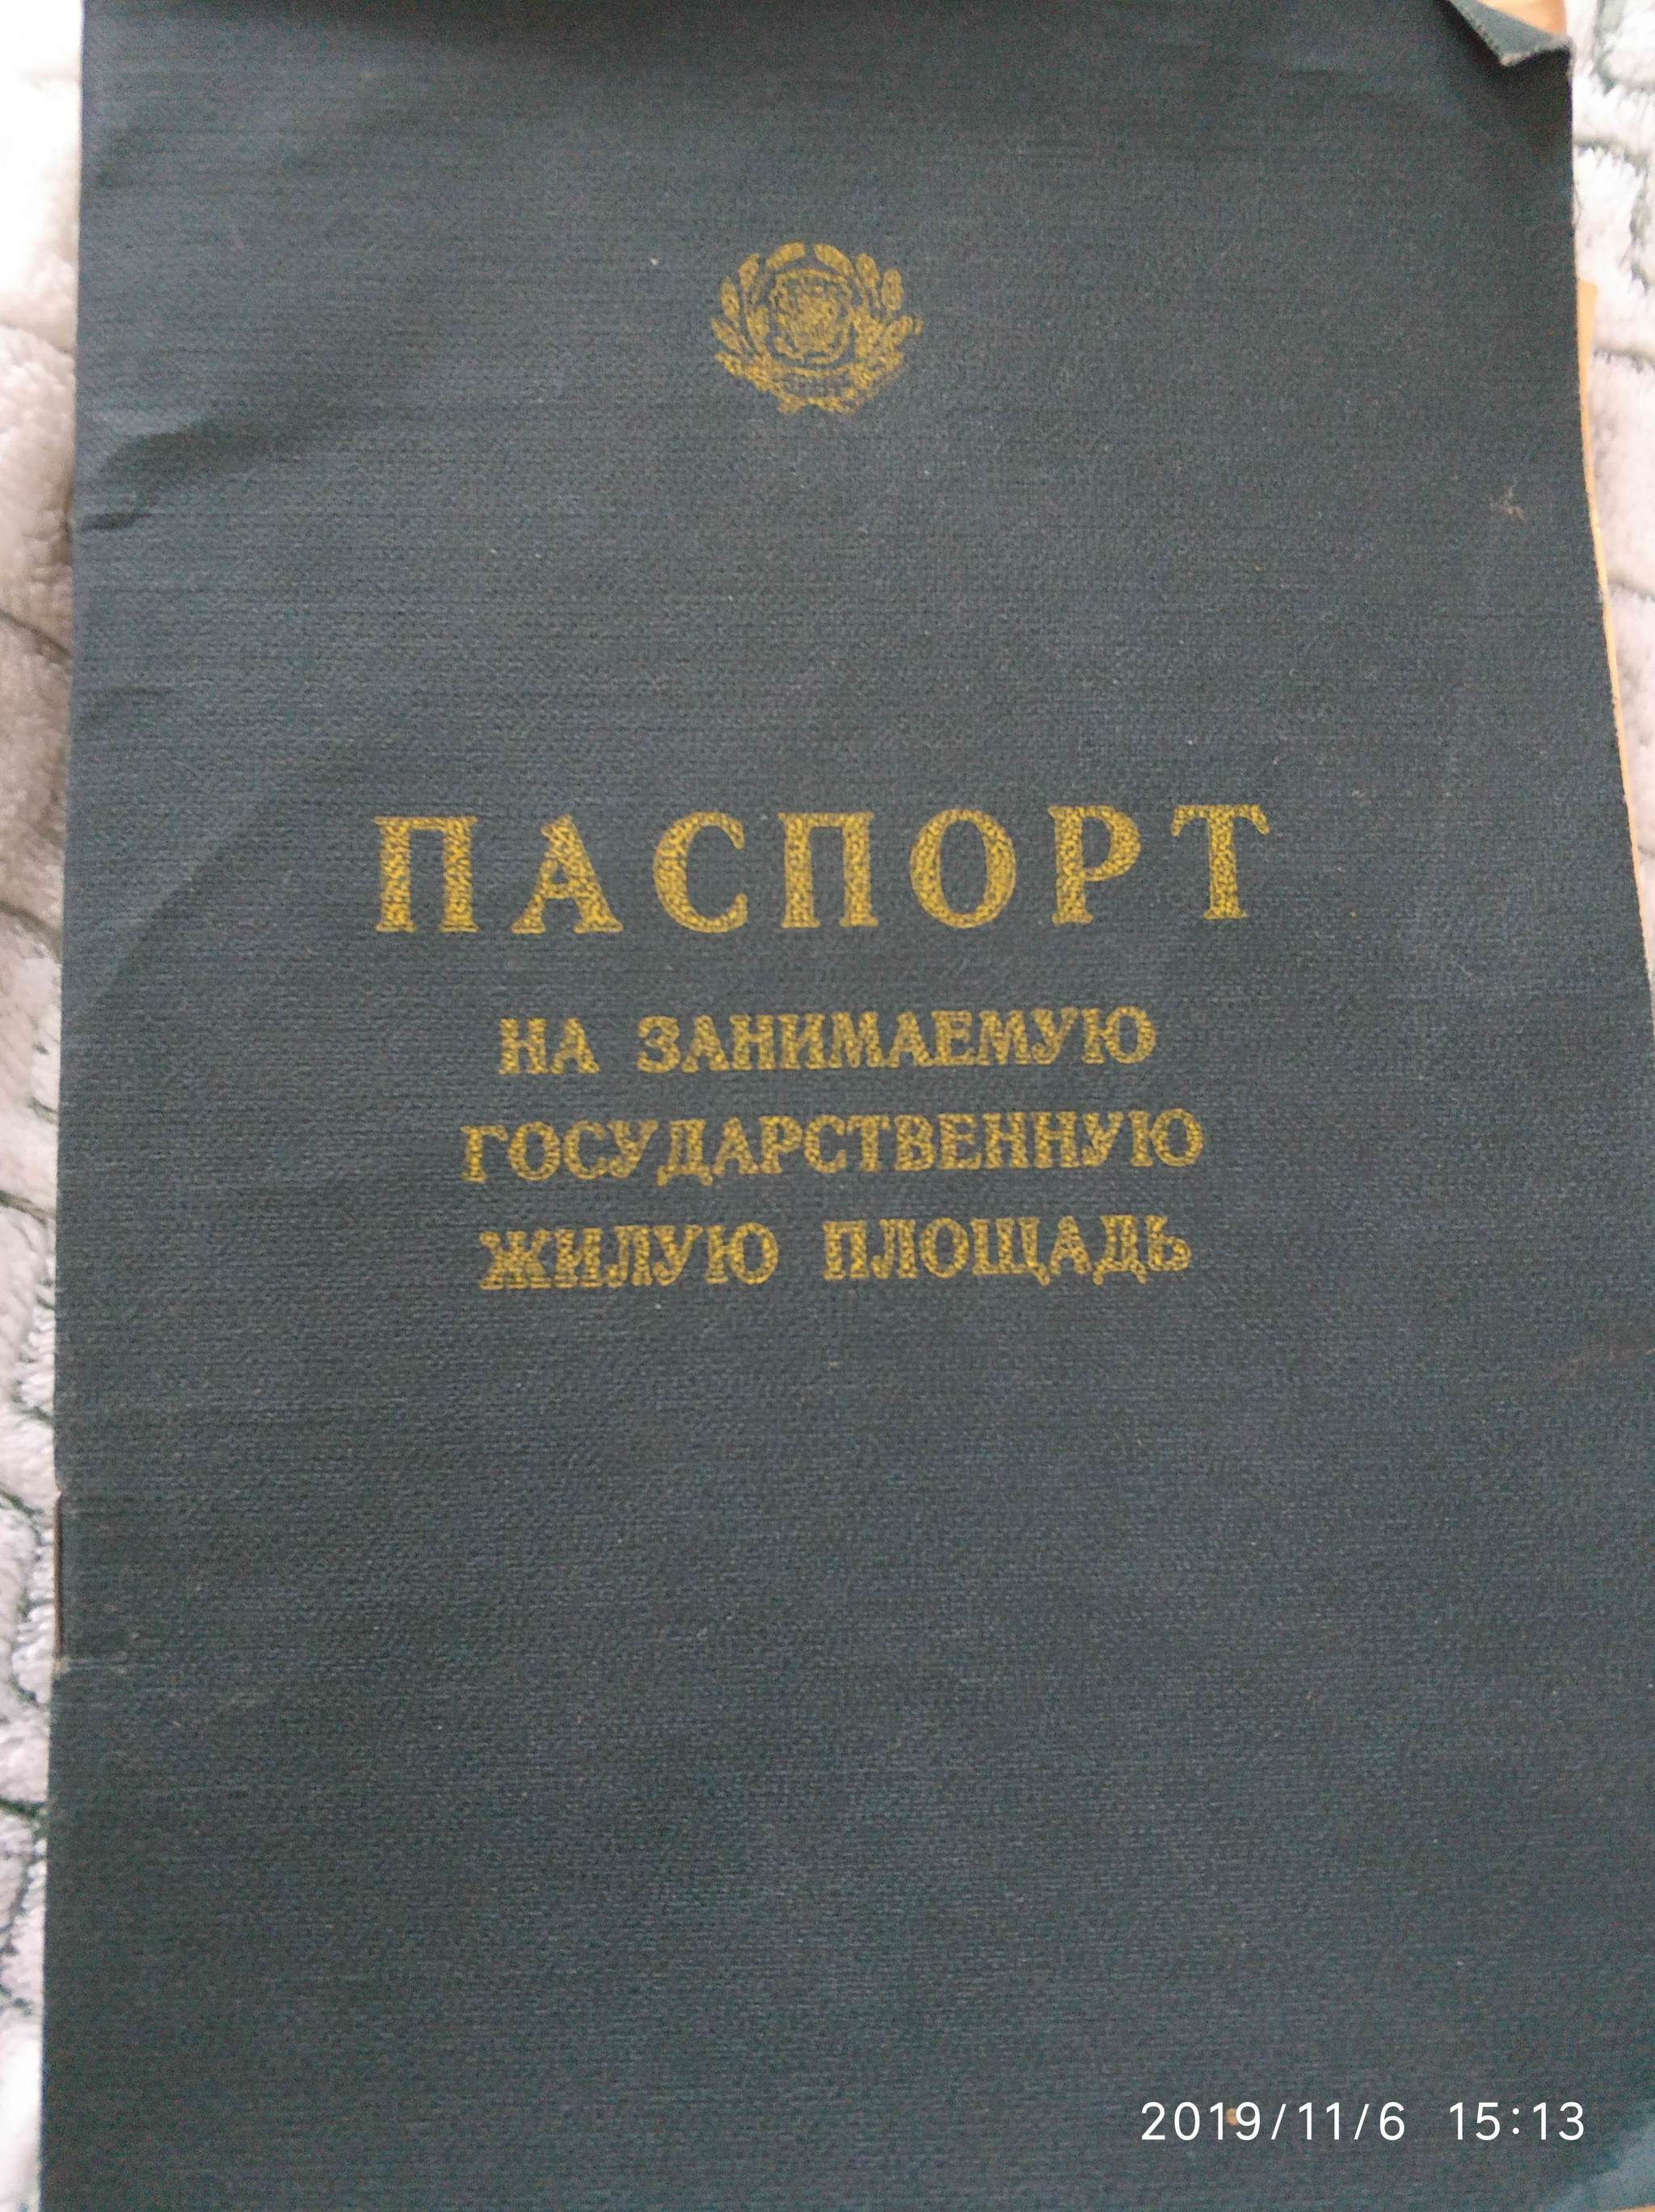 ПАСПОРТ
НА ЗАНИМАЕМУЮ
ГОСУДАРСТВЕННУЮ
ЖИЛУЮ ПЛОЩАДЬ
2019/11/6 15:13